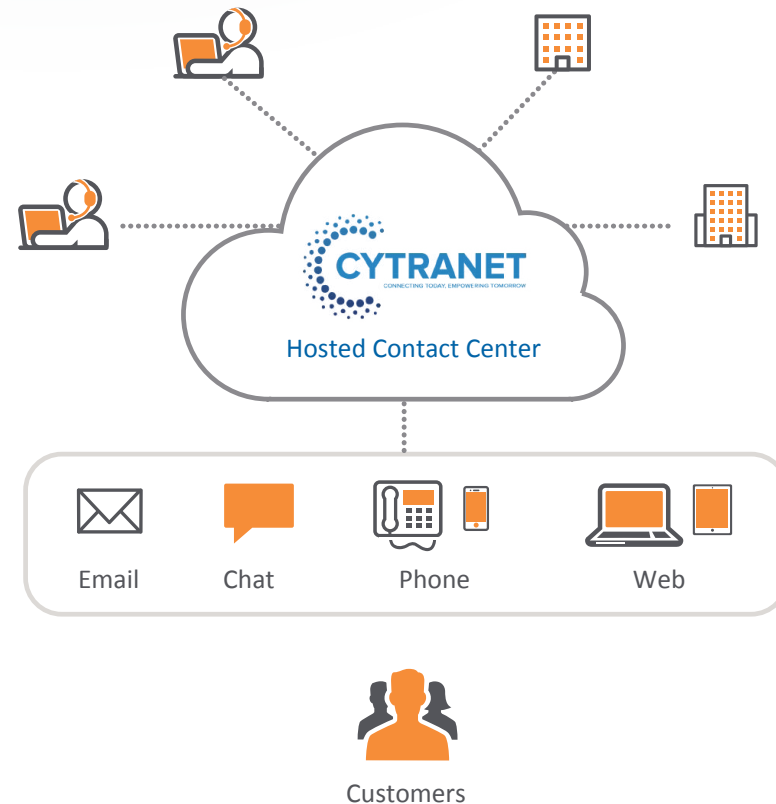 CYTRANET
CONNECTING TODAY, EMPOWERING TOMORROW
Hosted Contact Center
Email Chat Phone Web
Customers